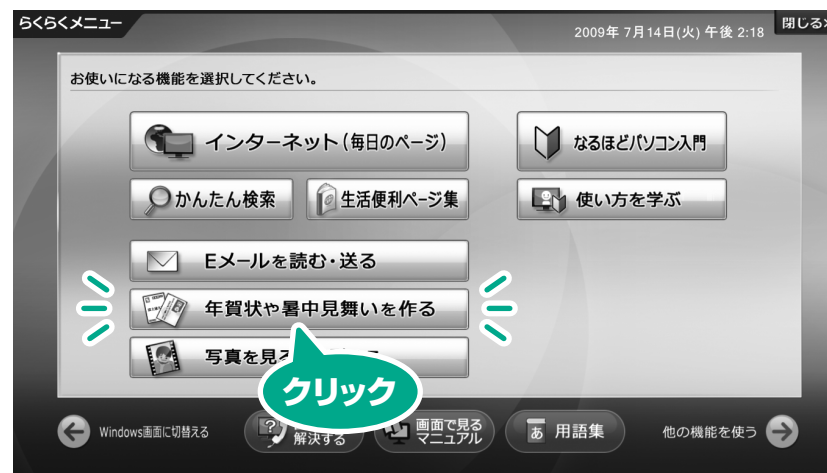 らくらくメニュー
2009年 7月14日(火) 午後 2:18
閉じる×
お使いになる機能を選択してください。
インターネット(毎日のページ)
なるほどパソコン入門
かんたん検索
生活便利ページ集
使い方を学ぶ
Eメールを読む・送る
年賀状や暑中見舞いを作る
写真を見
クリック
Windows画面に切替える
解決する
画面で見る
マニュアル
あ 用語集
他の機能を使う